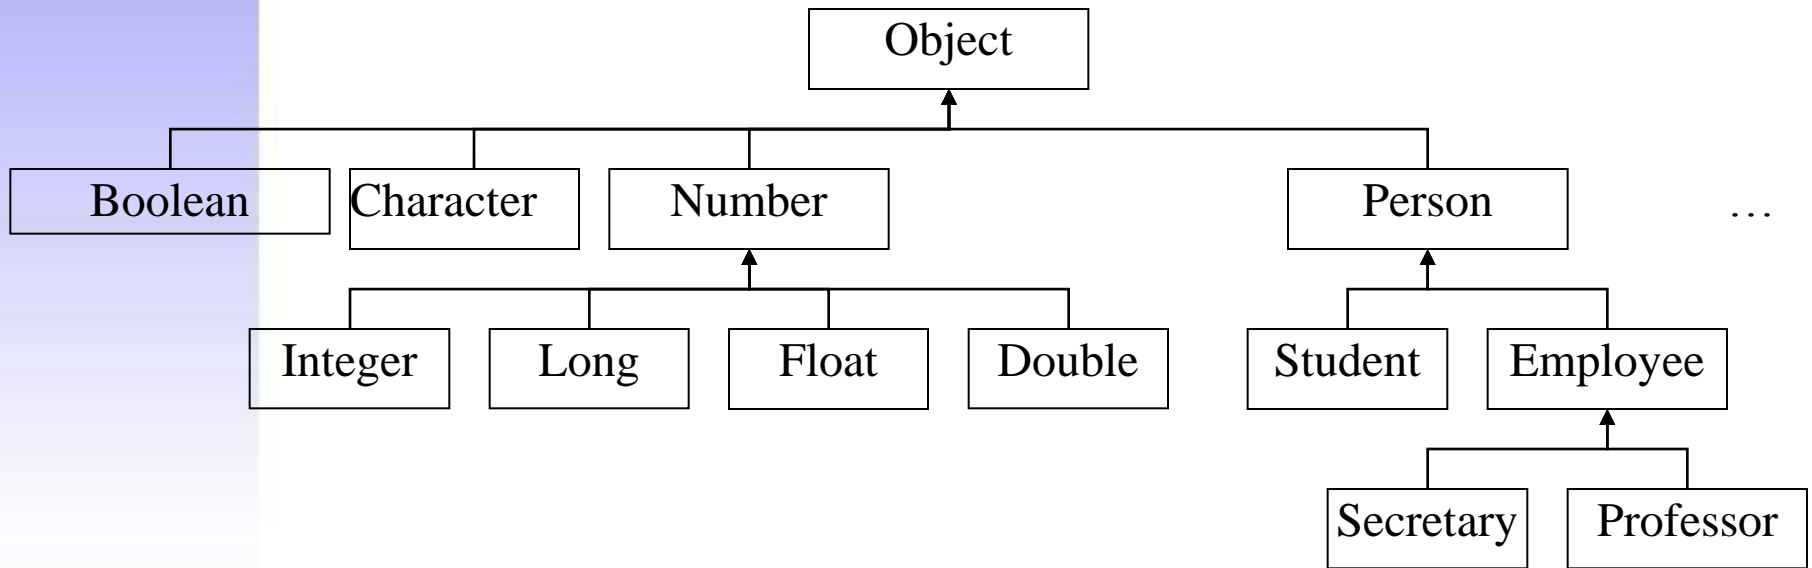 Object
Boolean Character Number Person …
Integer Long Float Double Student Employee
Secretary Professor